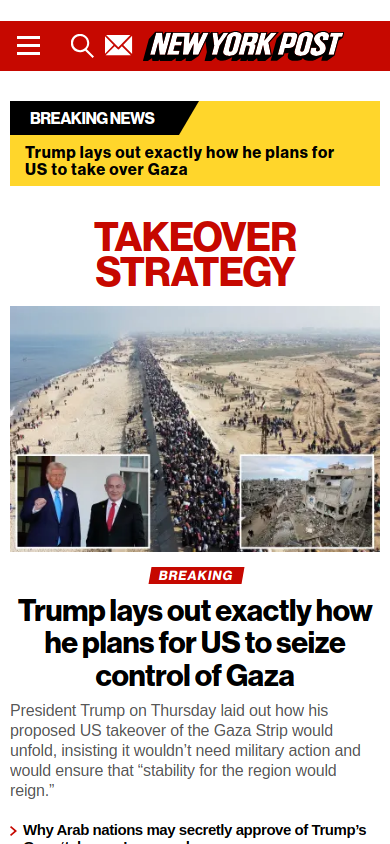 NEW YORK POST
BREAKING NEWS
Trump lays out exactly how he plans for
US to take over Gaza
TAKEOVER
STRATEGY
BREAKING
Trump lays out exactly how
he plans for US to seize
control of Gaza
President Trump on Thursday laid out how his
proposed US takeover of the Gaza Strip would
unfold, insisting it wouldn’t need military action and
would ensure that “stability for the region would
reign.”
Why Arab nations may secretly approve of Trump’s